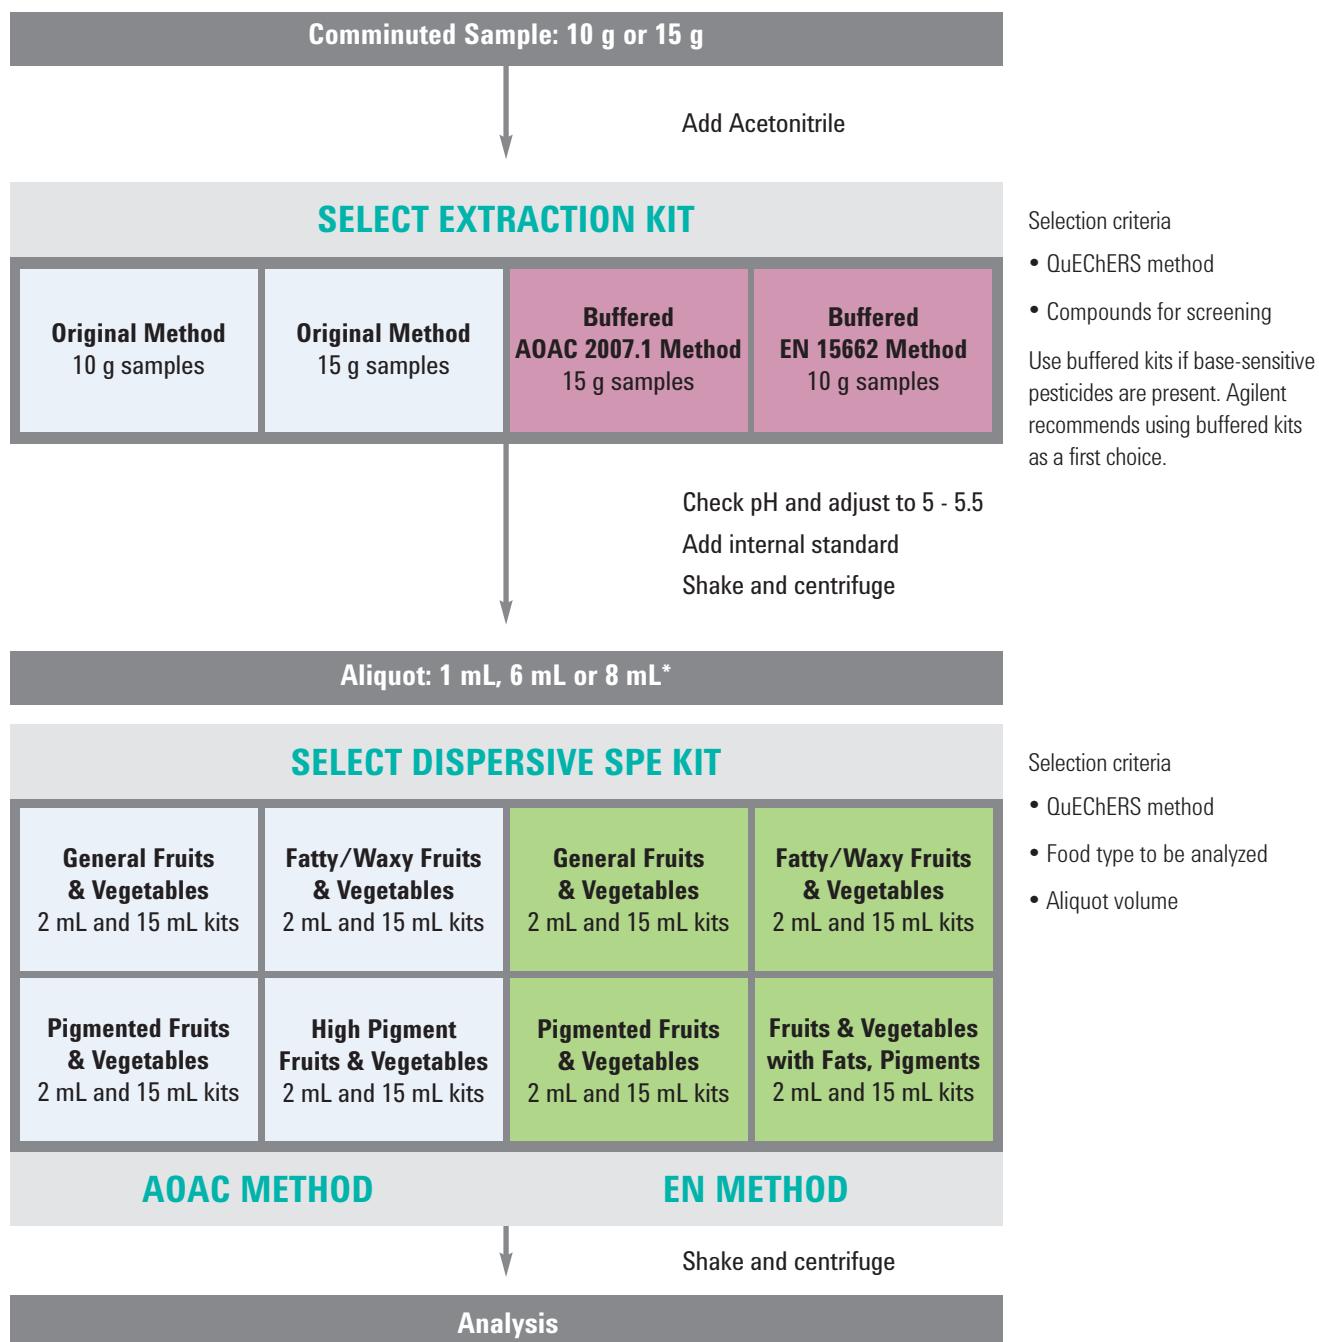 Comminuted Sample: 10 g or 15 g
Add Acetonitrile
SELECT EXTRACTION KIT
Original Method
10 g samples
Original Method
15 g samples
Buffered
AOAC 2007.1 Method
15 g samples
Buffered
EN 15662 Method
10 g samples
Selection criteria
• QuEChERS method
• Compounds for screening
Use buffered kits if base-sensitive
pesticides are present. Agilent
recommends using buffered kits
as a first choice.
Check pH and adjust to 5 - 5.5
Add internal standard
Shake and centrifuge
Aliquot: 1 mL, 6 mL or 8 mL*
SELECT DISPERSIVE SPE KIT
General Fruits
& Vegetables
2 mL and 15 mL kits
Fatty/Waxy Fruits
& Vegetables
2 mL and 15 mL kits
General Fruits
& Vegetables
2 mL and 15 mL kits
Fatty/Waxy Fruits
& Vegetables
2 mL and 15 mL kits
Selection criteria
• QuEChERS method
• Food type to be analyzed
• Aliquot volume
Pigmented Fruits
& Vegetables
2 mL and 15 mL kits
High Pigment
Fruits & Vegetables
2 mL and 15 mL kits
Pigmented Fruits
& Vegetables
2 mL and 15 mL kits
Fruits & Vegetables
with Fats, Pigments
2 mL and 15 mL kits
AOAC METHOD
EN METHOD
Shake and centrifuge
Analysis